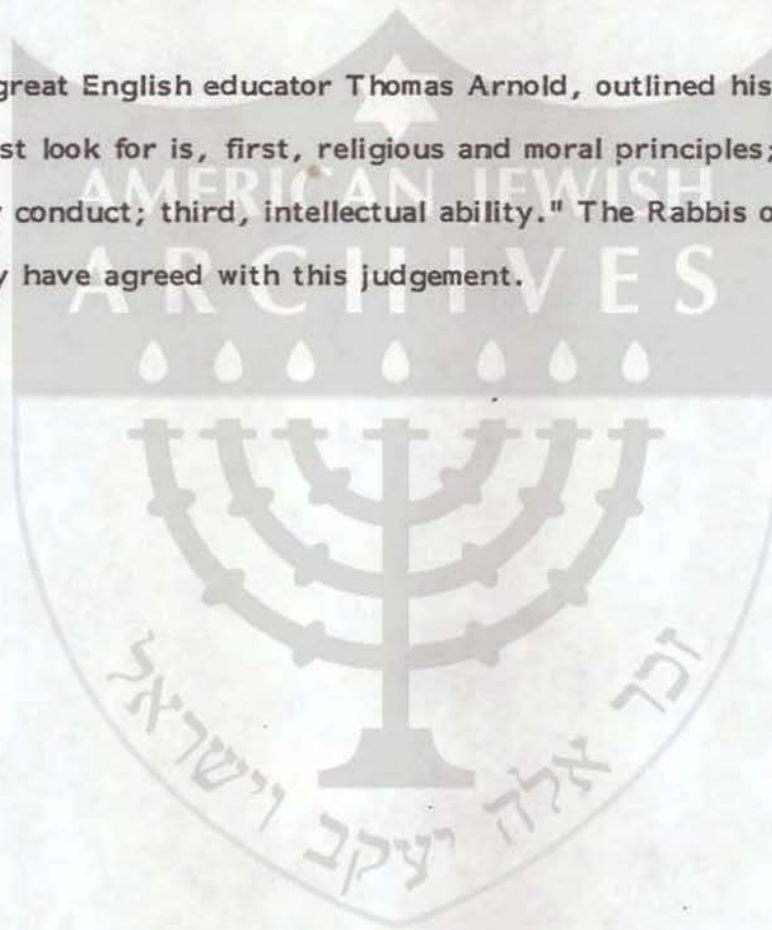 great English educator Thomas Arnold, outlined his
st look for is, first, religious and moral principles;
conduct; third, intellectual ability." The Rabbis o
y have agreed with this judgement.
AMERICAN JEWISH
ARCHIVES
זכר אלה יעקב וישראל